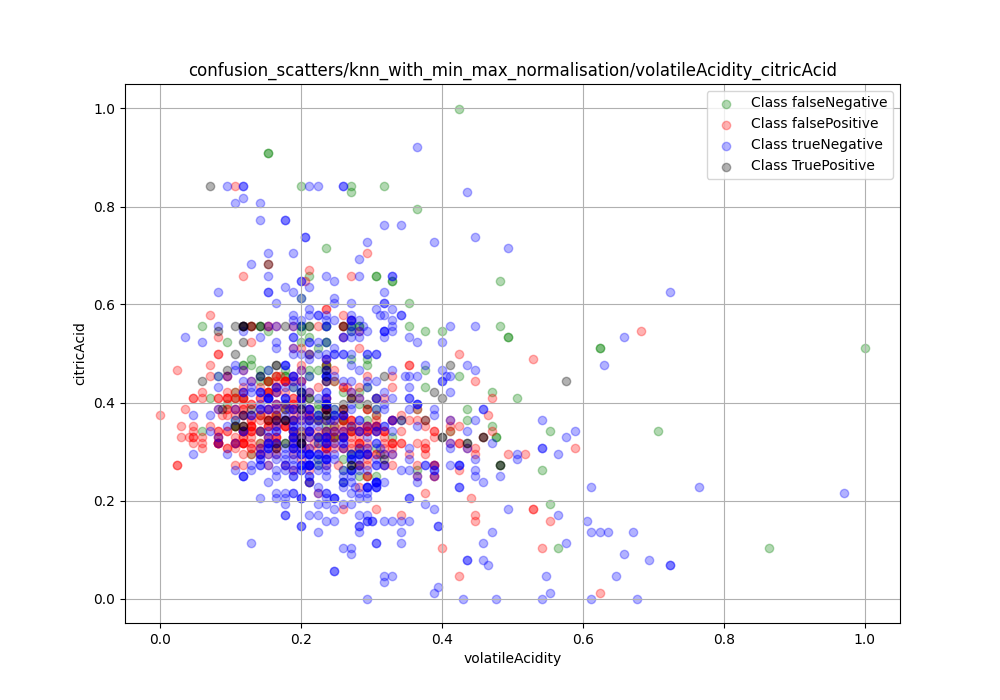 confusion_scatters/knn_with_min_max_normalisation/volatileAcidity_citricAcid
Class falseNegative
Class falsePositive
Class trueNegative
Class TruePositive
1.0
0.8
0.6
0.4
0.2
0.0
citricAcid
0.0 0.2 0.4 0.6 0.8 1.0
volatileAcidity